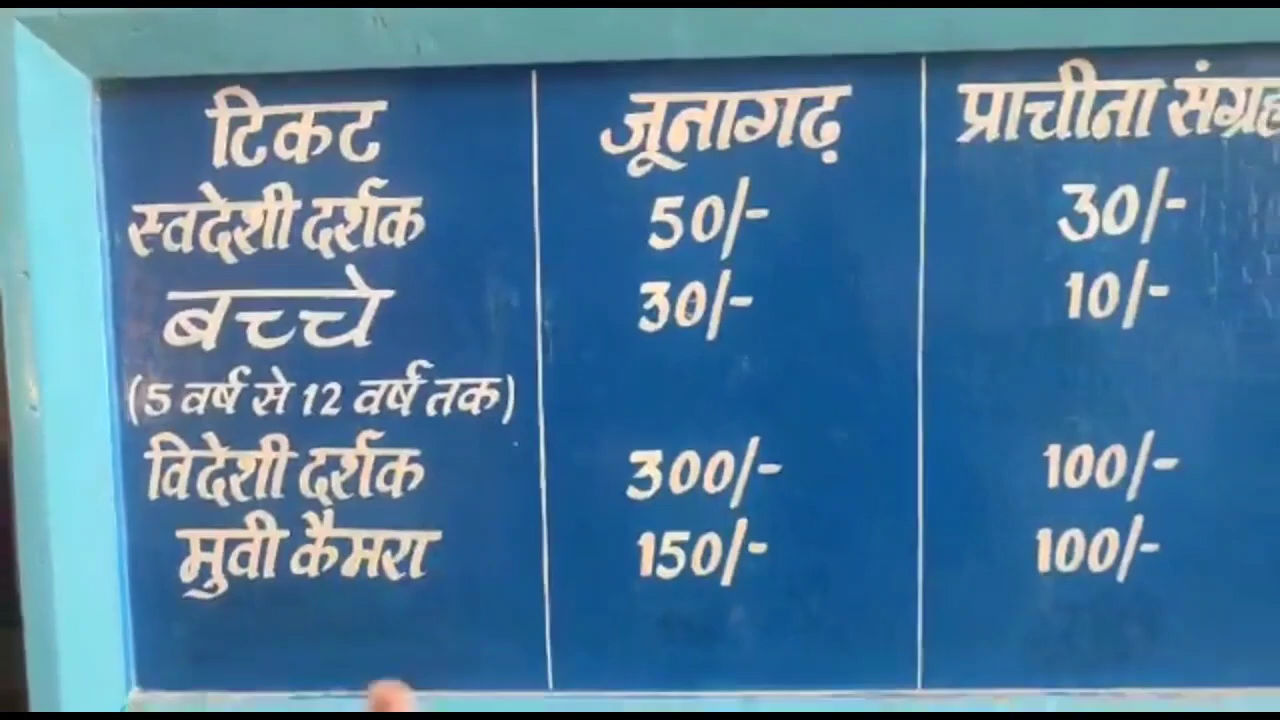 टिकट जूनागढ़ प्राचीना
स्वदेशी दर्शक 50/- 30/-
बच्चे 30/- 10/-
(5 वर्ष से 12 वर्ष तक)
विदेशी दर्शक 300/- 100/-
मुवी कैमरा 150/- 100/-